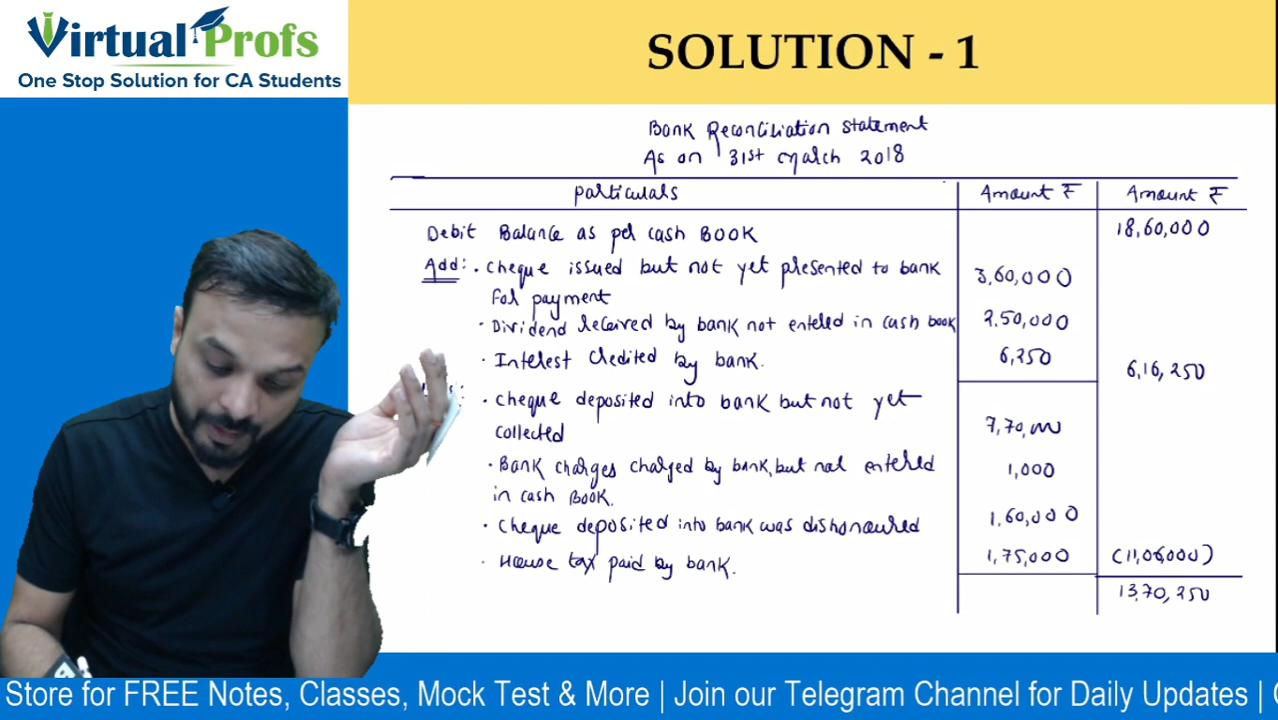 Virtual Profs
One Stop Solution for CA Students
SOLUTION - 1
Bank Reconciliation Statement
As on 31st March 2018
Particulars Amount ₹ Amount ₹
Debit Balance as per cash BOOK 18,60,000
Add: · Cheque issued but not yet presented to bank 3,60,000
For payment
· Dividend received by bank not entered in cash book 2,50,000
· Interest Credited by bank. 6,250 6,16,250
· Cheque deposited into bank but not yet 7,70,000
collected
· Bank charges charged by bank, but not entered 1,000
in cash BOOK.
· Cheque deposited into bank was dishonoured 1,60,000
· House tax paid by bank. 1,75,000 (11,06,000)
13,70,250
Store for FREE Notes, Classes, Mock Test & More | Join our Telegram Channel for Daily Updates |